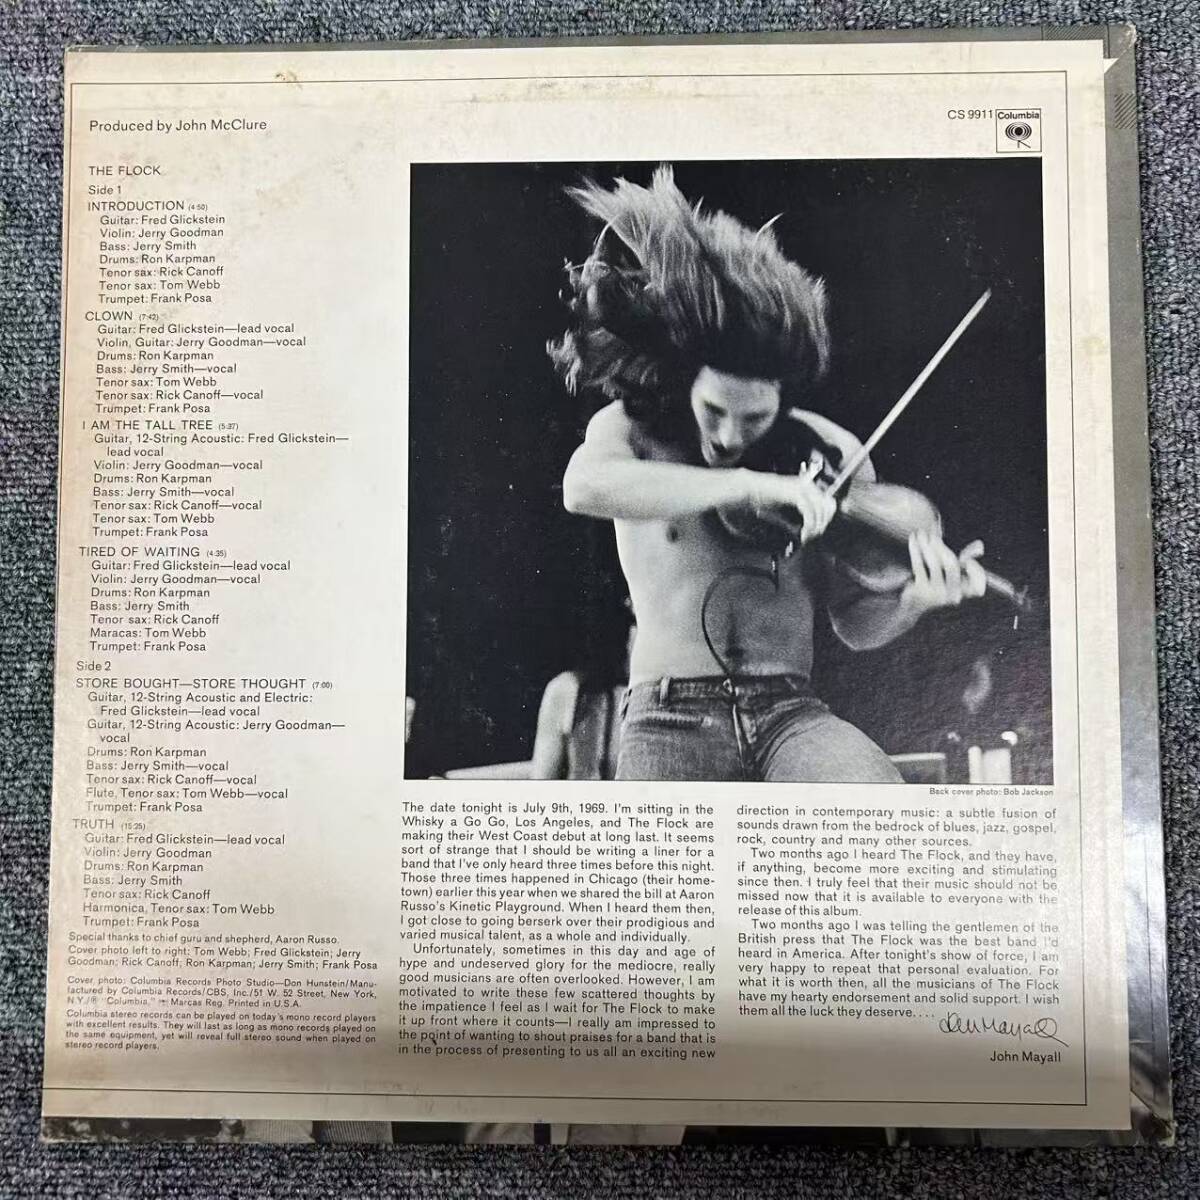 Produced by John McClure
CS 9911
Columbia
THE FLOCK
Side 1
INTRODUCTION (4:50)
Guitar: Fred Glickstein
Violin: Jerry Goodman
Bass: Jerry Smith
Drums: Ron Karpman
Tenor sax: Rick Canoff
Tenor sax: Tom Webb
Trumpet: Frank Posa
CLOWN (7:42)
Guitar: Fred Glickstein—lead vocal
Violin, Guitar: Jerry Goodman—vocal
Drums: Ron Karpman
Bass: Jerry Smith—vocal
Tenor sax: Tom Webb
Tenor sax: Rick Canoff—vocal
Trumpet: Frank Posa
I AM THE TALL TREE (5:37)
Guitar, 12-String Acoustic: Fred Glickstein—
lead vocal
Violin: Jerry Goodman—vocal
Drums: Ron Karpman
Bass: Jerry Smith—vocal
Tenor sax: Rick Canoff—vocal
Tenor sax: Tom Webb
Trumpet: Frank Posa
TIRED OF WAITING (4:35)
Guitar: Fred Glickstein—lead vocal
Violin: Jerry Goodman—vocal
Drums: Ron Karpman
Bass: Jerry Smith
Tenor sax: Rick Canoff
Maracas: Tom Webb
Trumpet: Frank Posa
Side 2
STORE BOUGHT—STORE THOUGHT (7:00)
Guitar, 12-String Acoustic and Electric:
Fred Glickstein—lead vocal
Guitar, 12-String Acoustic: Jerry Goodman—
vocal
Drums: Ron Karpman
Bass: Jerry Smith—vocal
Tenor sax: Rick Canoff—vocal
Flute, Tenor sax: Tom Webb—vocal
Trumpet: Frank Posa
TRUTH (15:25)
Guitar: Fred Glickstein—lead vocal
Violin: Jerry Goodman
Drums: Ron Karpman
Bass: Jerry Smith
Tenor sax: Rick Canoff
Harmonica, Tenor sax: Tom Webb
Trumpet: Frank Posa
Special thanks to chief guru and shepherd, Aaron Russo.
Cover photo left to right: Tom Webb; Fred Glickstein; Jerry
Goodman; Rick Canoff; Ron Karpman; Jerry Smith; Frank Posa
Cover photo: Columbia Records Photo Studio—Don Hunstein/Manu-
factured by Columbia Records/CBS, Inc./51 W. 52 Street, New York,
N.Y./® "Columbia," Marcas Reg. Printed in U.S.A.
Columbia stereo records can be played on today's mono record players
with excellent results. They will last as long as mono records played on
the same equipment, yet will reveal full stereo sound when played on
stereo record players.
Back cover photo: Bob Jackson
The date tonight is July 9th, 1969. I'm sitting in the
Whisky a Go Go, Los Angeles, and The Flock are
making their West Coast debut at long last. It seems
sort of strange that I should be writing a liner for a
band that I've only heard three times before this night.
Those three times happened in Chicago (their home-
town) earlier this year when we shared the bill at Aaron
Russo's Kinetic Playground. When I heard them then,
I got close to going berserk over their prodigious and
varied musical talent, as a whole and individually.
Unfortunately, sometimes in this day and age of
hype and undeserved glory for the mediocre, really
good musicians are often overlooked. However, I am
motivated to write these few scattered thoughts by
the impatience I feel as I wait for The Flock to make
it up front where it counts—I really am impressed to
the point of wanting to shout praises for a band that is
in the process of presenting to us all an exciting new
direction in contemporary music: a subtle fusion of
sounds drawn from the bedrock of blues, jazz, gospel,
rock, country and many other sources.
Two months ago I heard The Flock, and they have,
if anything, become more exciting and stimulating
since then. I truly feel that their music should not be
missed now that it is available to everyone with the
release of this album.
Two months ago I was telling the gentlemen of the
British press that The Flock was the best band I'd
heard in America. After tonight's show of force, I am
very happy to repeat that personal evaluation. For
what it is worth then, all the musicians of The Flock
have my hearty endorsement and solid support. I wish
them all the luck they deserve....
John Mayall
John Mayall